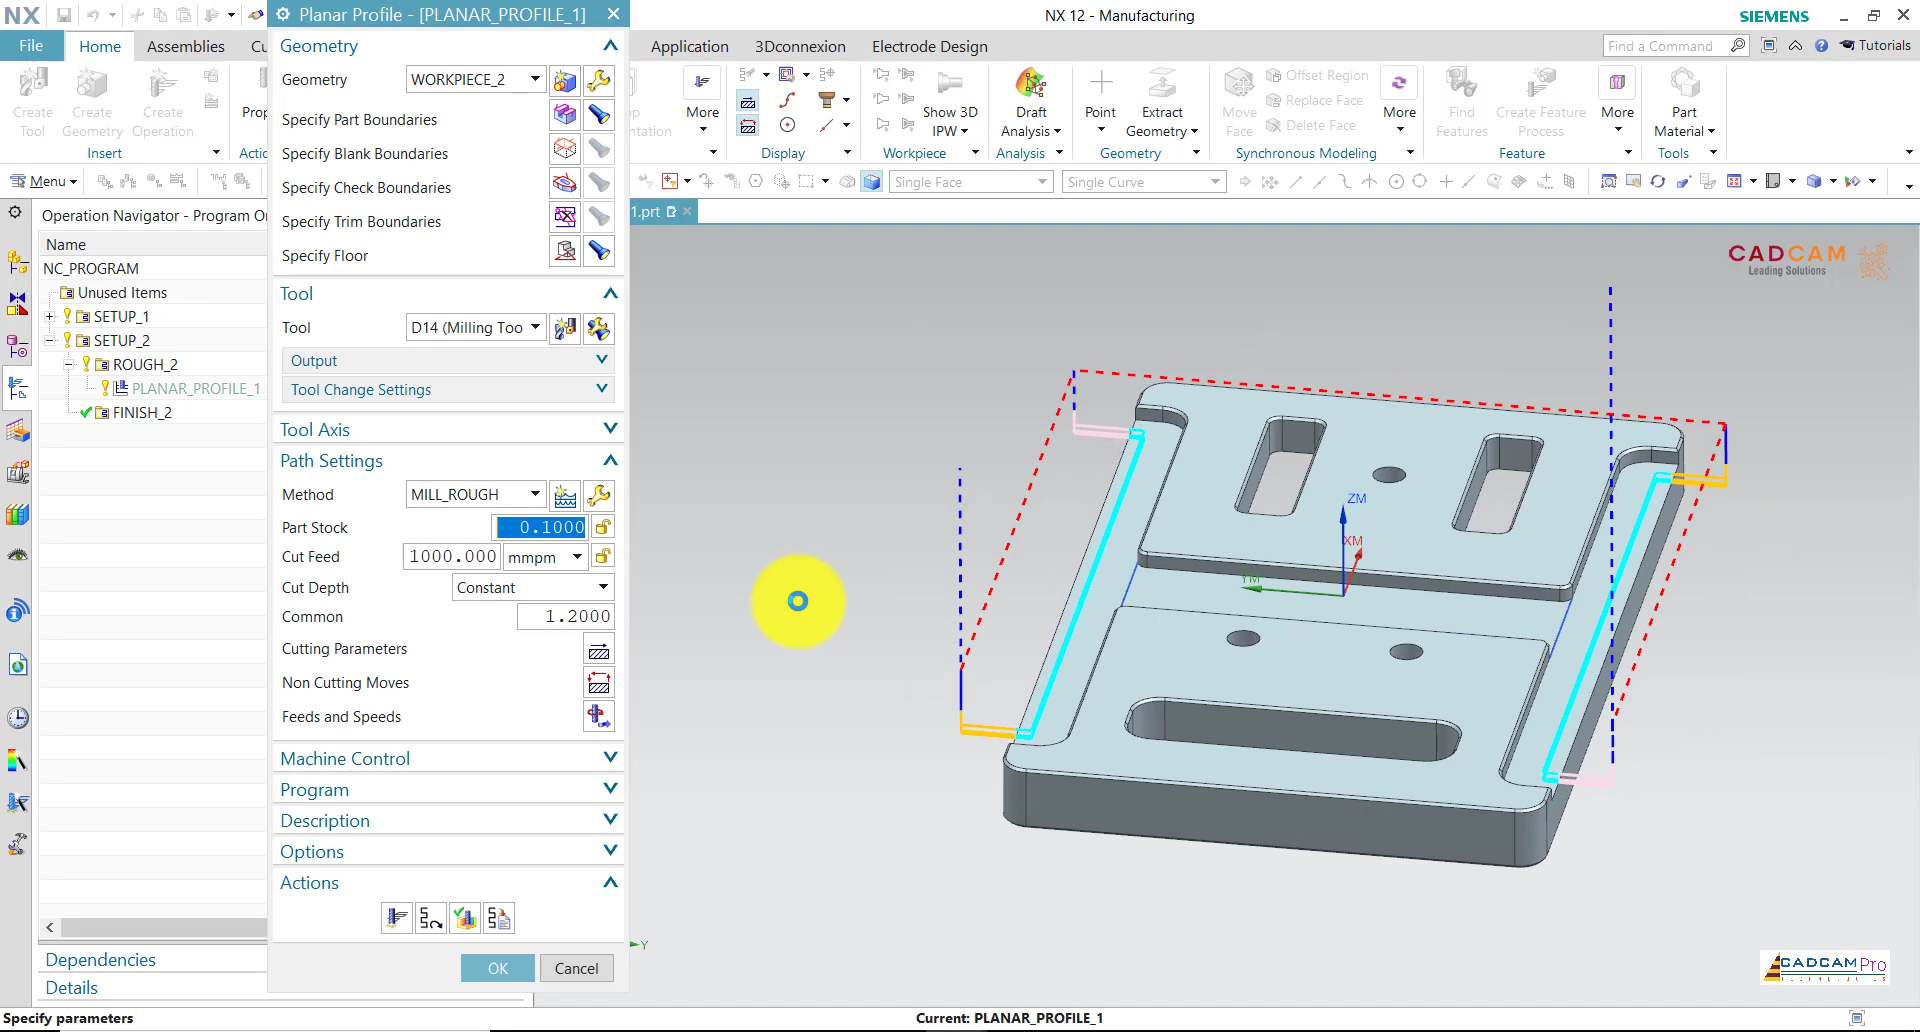 NX
Planar Profile - [PLANAR_PROFILE_1]
NX 12 - Manufacturing
SIEMENS
File
Home
Assemblies
Cu
Application
3Dconnexion
Electrode Design
Find a Command
Tutorials
Create Tool
Create Geometry
Create Operation
Prop
Insert
Actio
op
ntation
More
Display
Show 3D IPW
Workpiece
Draft Analysis
Analysis
Point
Extract Geometry
Geometry
Move Face
Offset Region
Replace Face
Delete Face
More
Synchronous Modeling
Find Features
Create Feature Process
More
Feature
Part Material
Tools
Menu
Single Face
Single Curve
1.prt
Operation Navigator - Program Or
Name
NC_PROGRAM
Unused Items
SETUP_1
SETUP_2
ROUGH_2
PLANAR_PROFILE_1
FINISH_2
Dependencies
Details
Geometry
Geometry
WORKPIECE_2
Specify Part Boundaries
Specify Blank Boundaries
Specify Check Boundaries
Specify Trim Boundaries
Specify Floor
Tool
Tool
D14 (Milling Too
Output
Tool Change Settings
Tool Axis
Path Settings
Method
MILL_ROUGH
Part Stock
0.1000
Cut Feed
1000.000
mmpm
Cut Depth
Constant
Common
1.2000
Cutting Parameters
Non Cutting Moves
Feeds and Speeds
Machine Control
Program
Description
Options
Actions
OK
Cancel
CADCAM
Leading Solutions
ZM
XM
YM
Y
CADCAM Pro
Specify parameters
Current: PLANAR_PROFILE_1